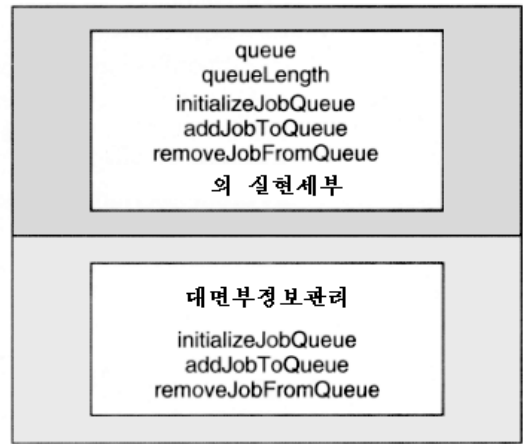 queue
queueLength
initializeJobQueue
addJobToQueue
removeJobFromQueue
의 실현세부
대면부정보관리
initializeJobQueue
addJobToQueue
removeJobFromQueue